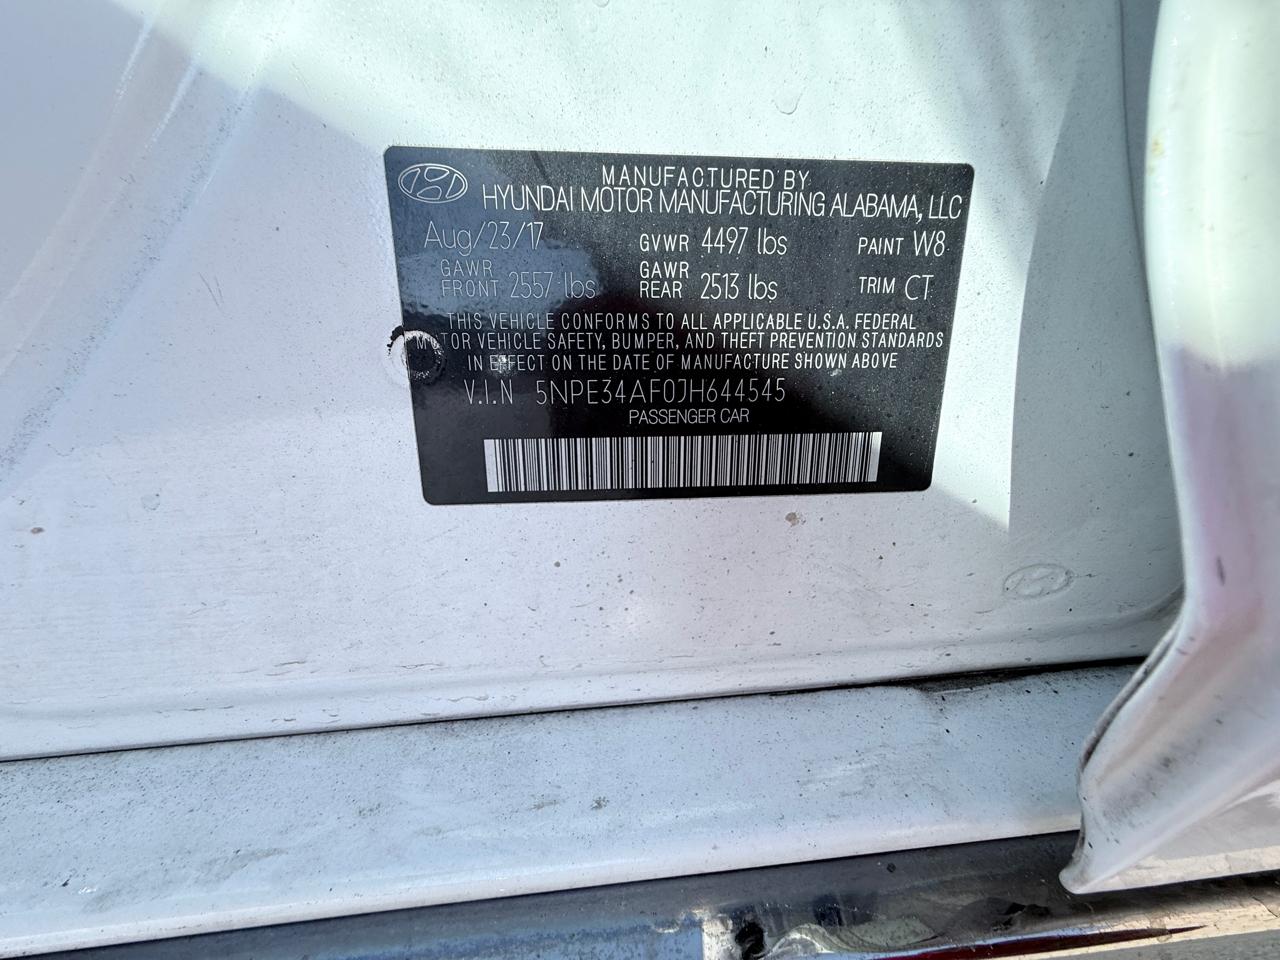 MANUFACTURED BY
HYUNDAI MOTOR MANUFACTURING ALABAMA, LLC
Aug/23/17 GVWR 4497 lbs PAINT W8
GAWR FRONT 2557 lbs GAWR REAR 2513 lbs TRIM CT
THIS VEHICLE CONFORMS TO ALL APPLICABLE U.S.A. FEDERAL
MOTOR VEHICLE SAFETY, BUMPER, AND THEFT PREVENTION STANDARDS
IN EFFECT ON THE DATE OF MANUFACTURE SHOWN ABOVE
V.I.N 5NPE34AF0JH644545
PASSENGER CAR